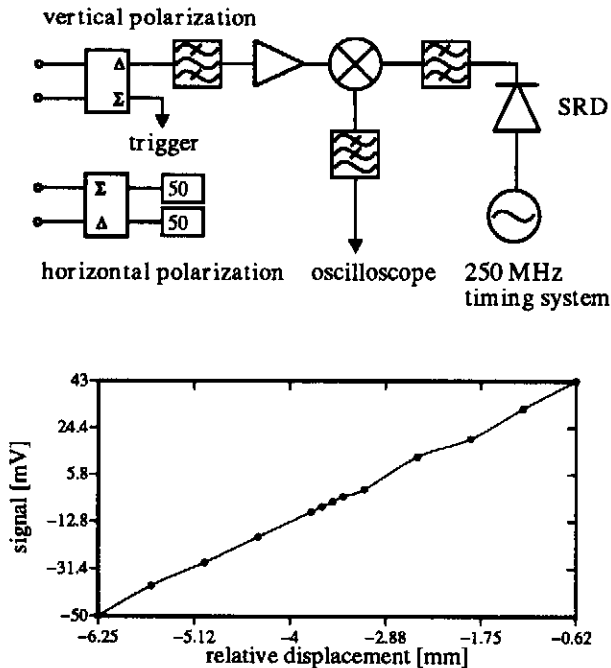 vertical polarization
Δ
Σ
SRD
trigger
Σ
50
Δ
50
horizontal polarization
oscilloscope
250 MHz
timing system
signal [mV]
43
24.4
5.8
-12.8
-31.4
-50
-6.25
-5.12
-4
-2.88
-1.75
-0.62
relative displacement [mm]